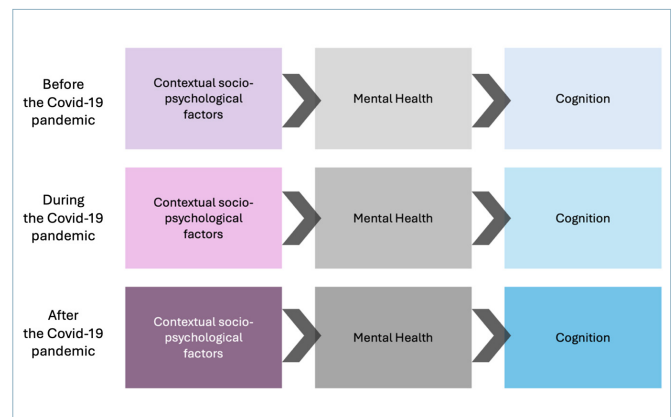 Before
the Covid-19
pandemic
Contextual socio-
psychological
factors
Mental Health
Cognition
During
the Covid-19
pandemic
Contextual socio-
psychological
factors
Mental Health
Cognition
After
the Covid-19
pandemic
Contextual socio-
psychological
factors
Mental Health
Cognition